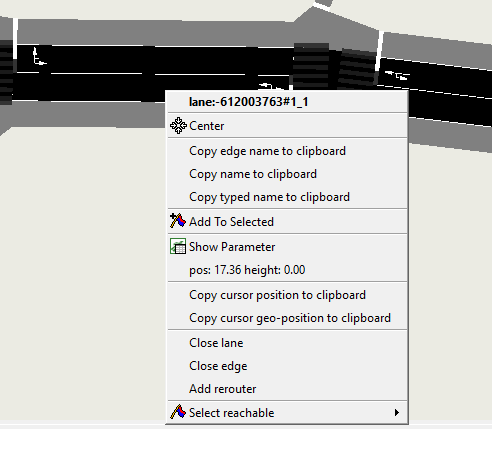 lane:-612003763#1_1
Center
Copy edge name to clipboard
Copy name to clipboard
Copy typed name to clipboard
Add To Selected
Show Parameter
pos: 17.36 height: 0.00
Copy cursor position to clipboard
Copy cursor geo-position to clipboard
Close lane
Close edge
Add rerouter
Select reachable